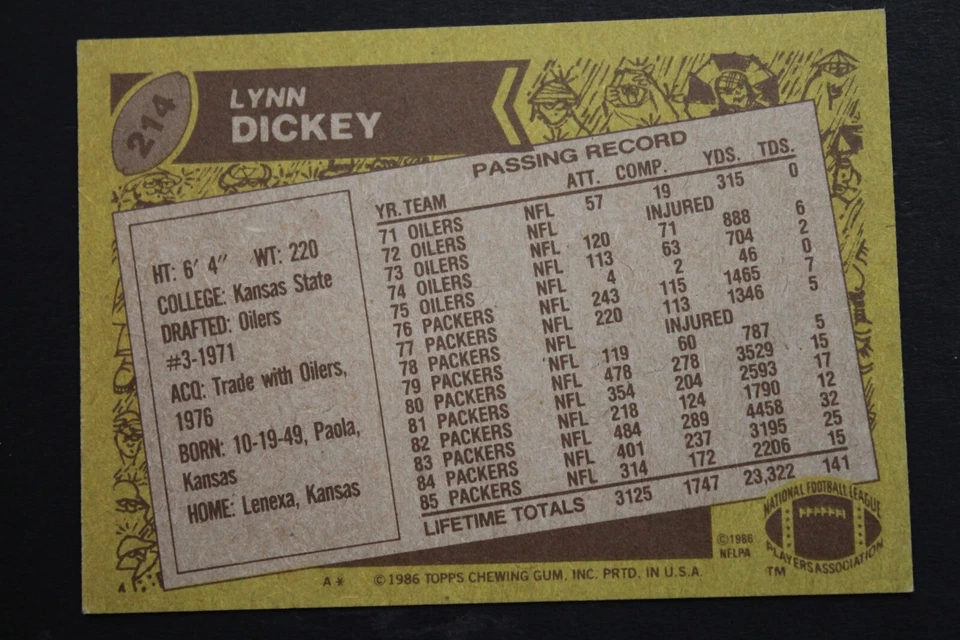 214
LYNN
DICKEY
HT: 6' 4" WT: 220
COLLEGE: Kansas State
DRAFTED: Oilers
#3-1971
ACQ: Trade with Oilers,
1976
BORN: 10-19-49, Paola,
Kansas
HOME: Lenexa, Kansas
PASSING RECORD
YR. TEAM ATT. COMP. YDS. TDS.
71 OILERS NFL 57 19 315 0
72 OILERS NFL INJURED
73 OILERS NFL 120 71 888 6
74 OILERS NFL 113 63 704 2
75 OILERS NFL 4 2 46 0
76 PACKERS NFL 243 115 1465 7
77 PACKERS NFL 220 113 1346 5
78 PACKERS NFL INJURED
79 PACKERS NFL 119 60 787 5
80 PACKERS NFL 478 278 3529 15
81 PACKERS NFL 354 204 2593 17
82 PACKERS NFL 218 124 1790 12
83 PACKERS NFL 484 289 4458 32
84 PACKERS NFL 401 237 3195 25
85 PACKERS NFL 314 172 2206 15
LIFETIME TOTALS 3125 1747 23,322 141
©1986
NFLPA
NATIONAL FOOTBALL LEAGUE
PLAYERS ASSOCIATION
TM
A* © 1986 TOPPS CHEWING GUM, INC. PRTD. IN U.S.A.